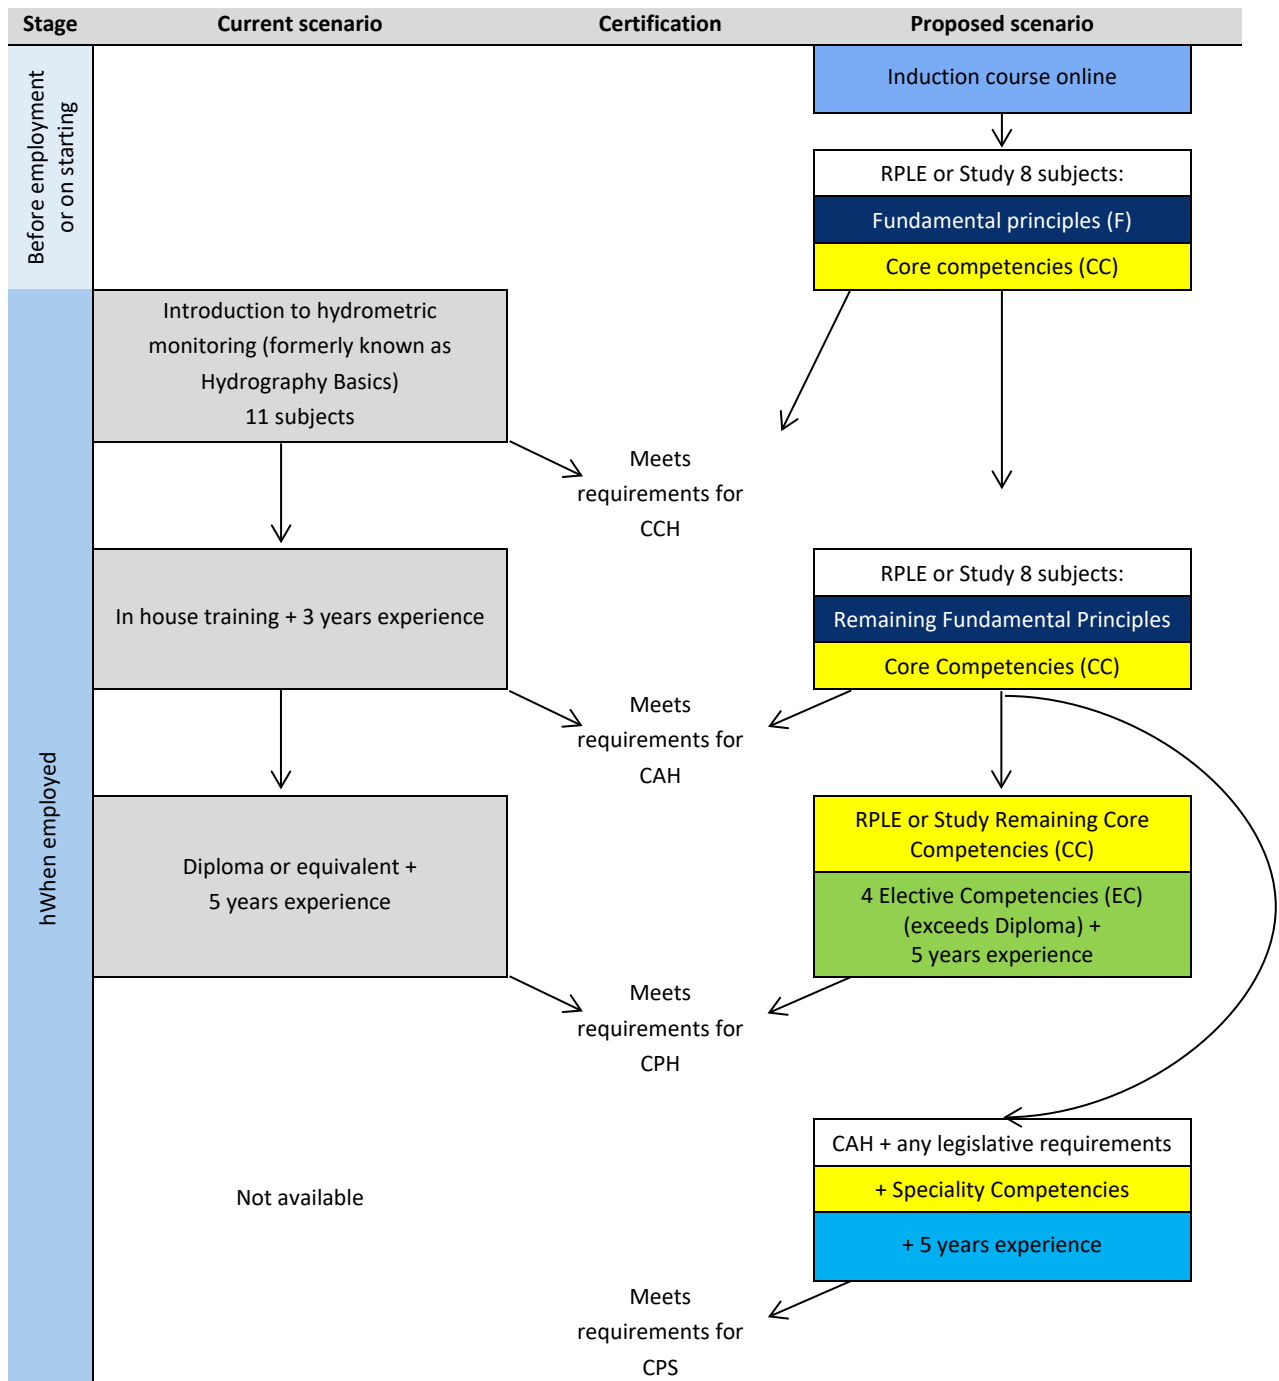 Stage
Current scenario
Certification
Proposed scenario
Before employment
or on starting
Induction course online
RPLE or Study 8 subjects:
Fundamental principles (F)
Core competencies (CC)
hWhen employed
Introduction to hydrometric
monitoring (formerly known as
Hydrography Basics)
11 subjects
Meets
requirements for
CCH
In house training + 3 years experience
RPLE or Study 8 subjects:
Remaining Fundamental Principles
Core Competencies (CC)
Meets
requirements for
CAH
Diploma or equivalent +
5 years experience
RPLE or Study Remaining Core
Competencies (CC)
4 Elective Competencies (EC)
(exceeds Diploma) +
5 years experience
Meets
requirements for
CPH
Not available
CAH + any legislative requirements
+ Speciality Competencies
+ 5 years experience
Meets
requirements for
CPS